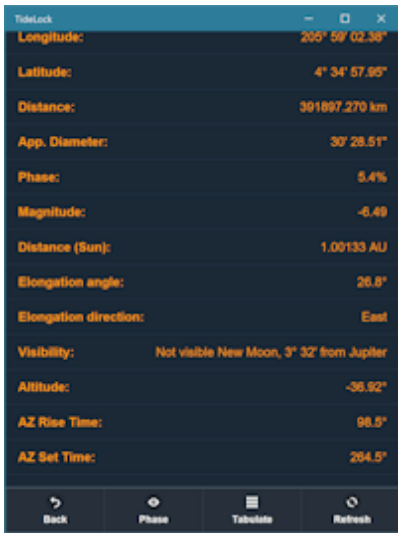 TideLock
Longitude: 205° 59' 02.38"
Latitude: 4° 34' 57.95"
Distance: 391897.270 km
App. Diameter: 30' 28.51"
Phase: 5.4%
Magnitude: -6.49
Distance (Sun): 1.00133 AU
Elongation angle: 26.8°
Elongation direction: East
Visibility: Not visible New Moon, 3° 32' from Jupiter
Altitude: -36.92°
AZ Rise Time: 98.5°
AZ Set Time: 264.5°
Back Phase Tabulate Refresh